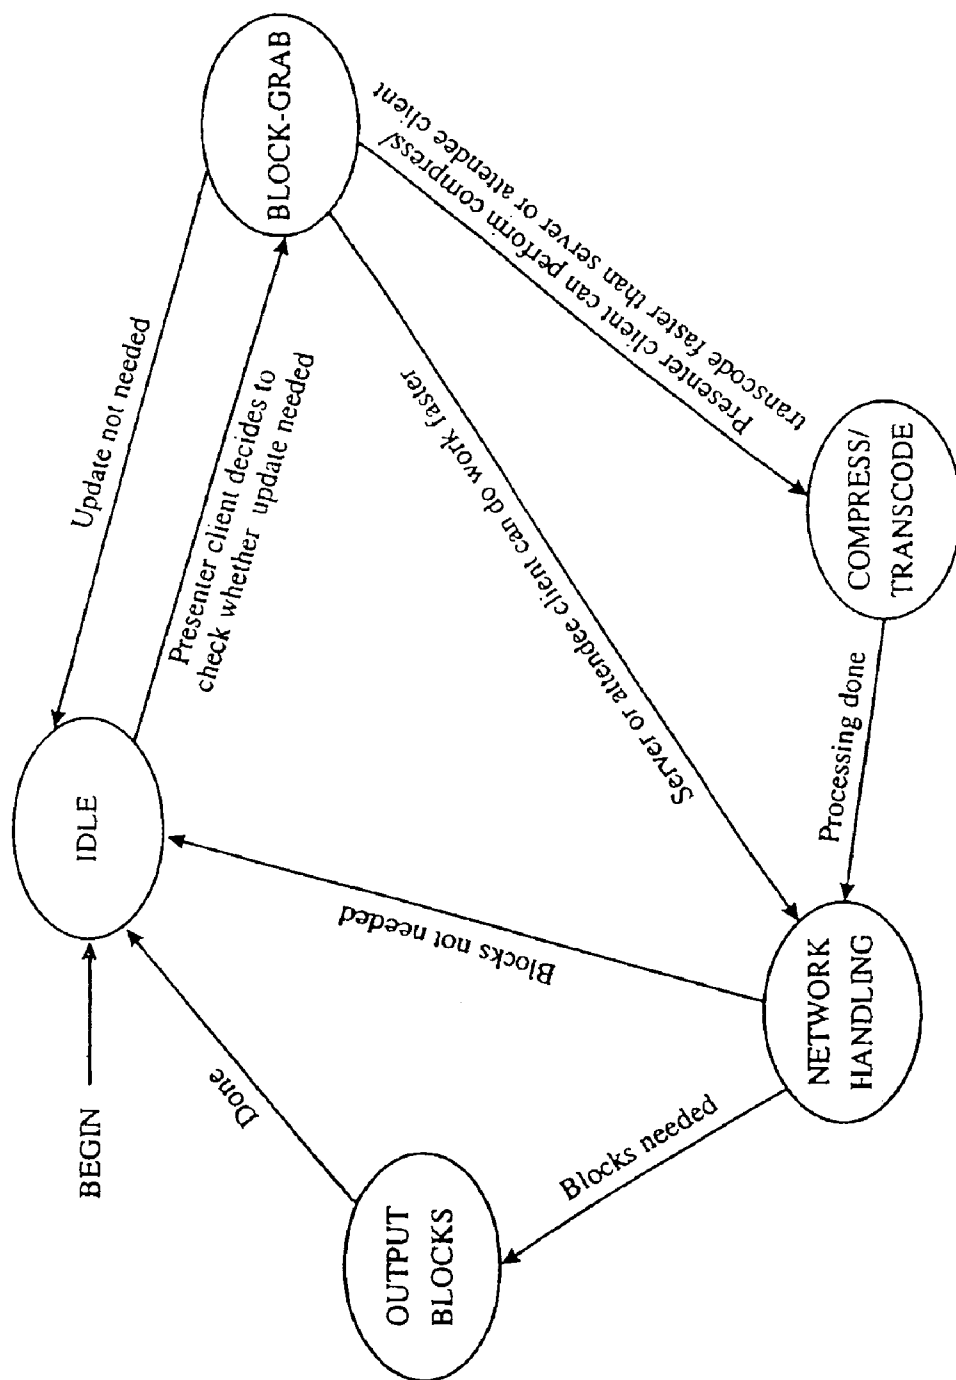 BEGIN
IDLE
Update not needed
Presenter client decides to
check whether update needed
BLOCK-GRAB
Done
Blocks not needed
Server or attendee client can do work faster
Presenter client can perform compress/
transcode faster than server or attendee client
OUTPUT
BLOCKS
Blocks needed
NETWORK
HANDLING
Processing done
COMPRESS/
TRANSCODE